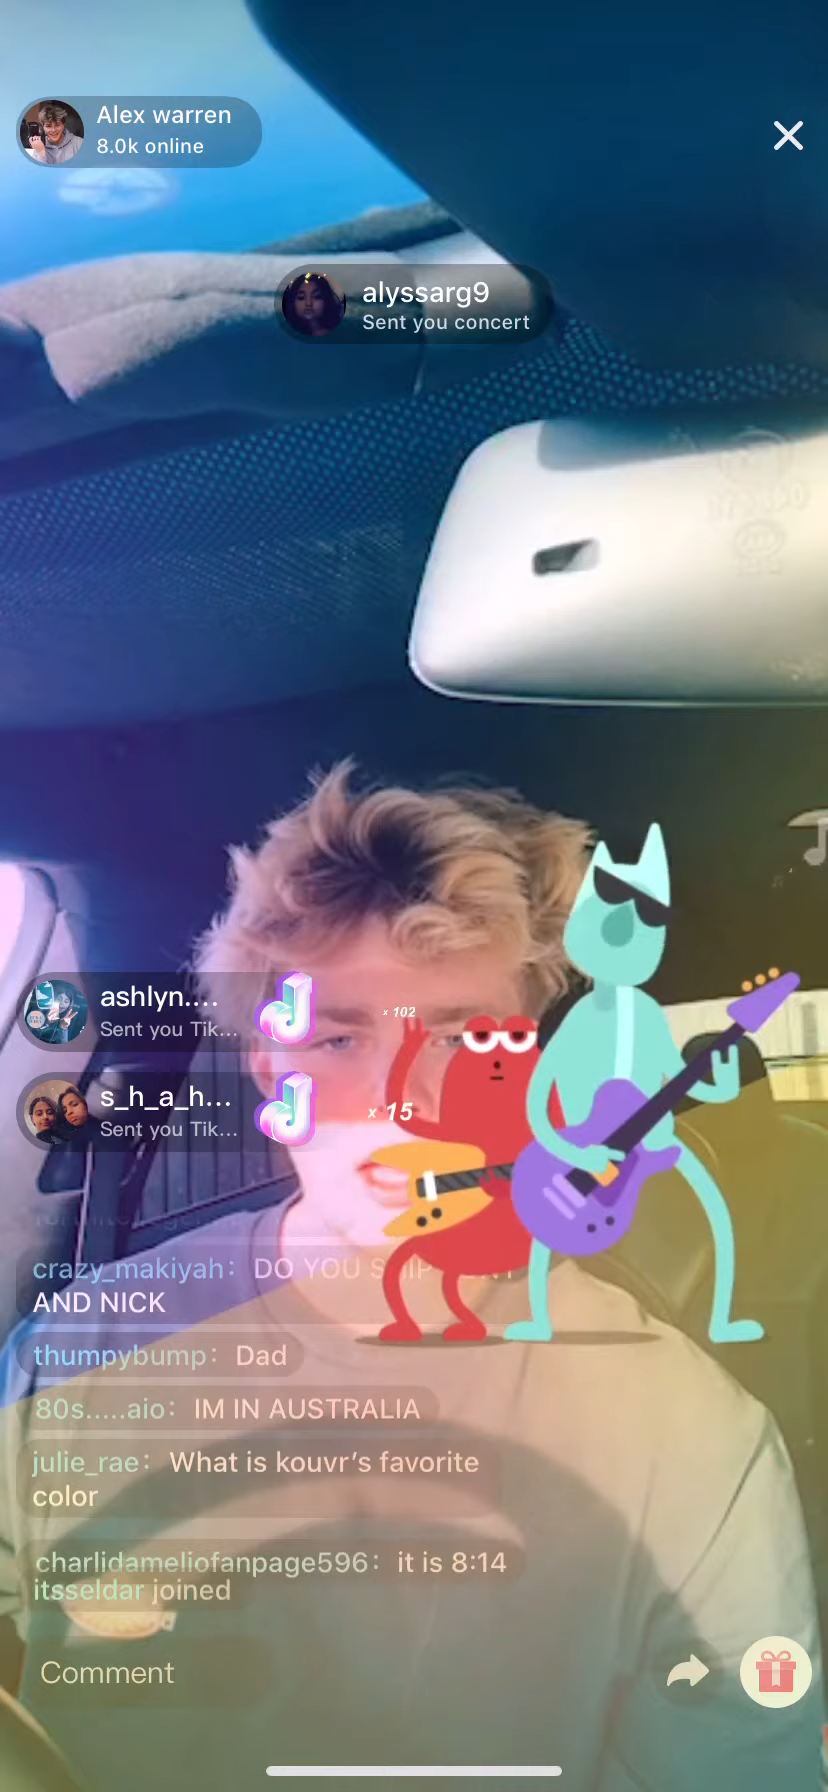 Alex warren
8.0k online
alyssarg9
Sent you concert
ashlyn....
Sent you Tik...
x 102
s_h_a_h...
Sent you Tik...
x 15
crazy_makiyah: DO YOU SHIP
AND NICK
thumpybump: Dad
80s.....aio: IM IN AUSTRALIA
julie_rae: What is kouvr's favorite
color
charlidameliofanpage596: it is 8:14
itsseldar joined
Comment